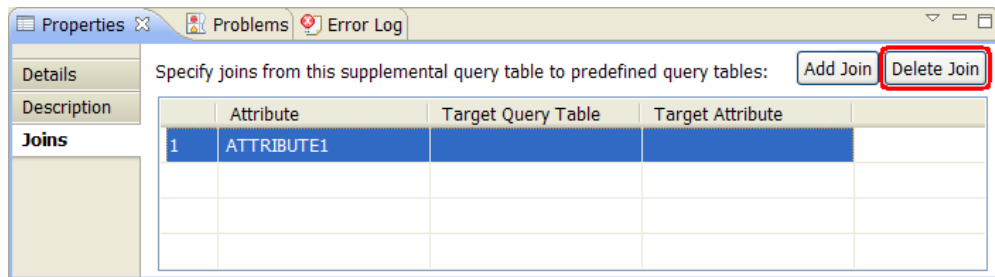 Properties Problems Error Log
Details
Description
Joins
Specify joins from this supplemental query table to predefined query tables: Add Join Delete Join
Attribute Target Query Table Target Attribute
1 ATTRIBUTE1